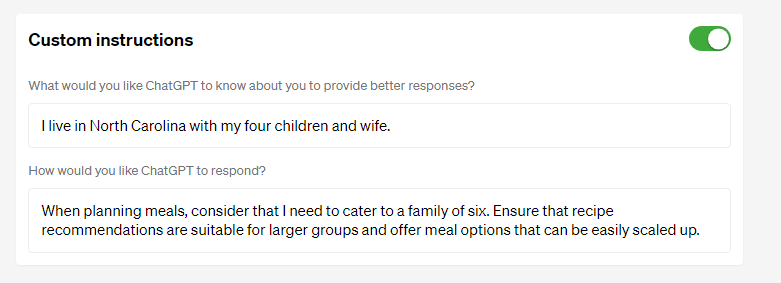 Custom instructions
What would you like ChatGPT to know about you to provide better responses?
I live in North Carolina with my four children and wife.
How would you like ChatGPT to respond?
When planning meals, consider that I need to cater to a family of six. Ensure that recipe
recommendations are suitable for larger groups and offer meal options that can be easily scaled up.